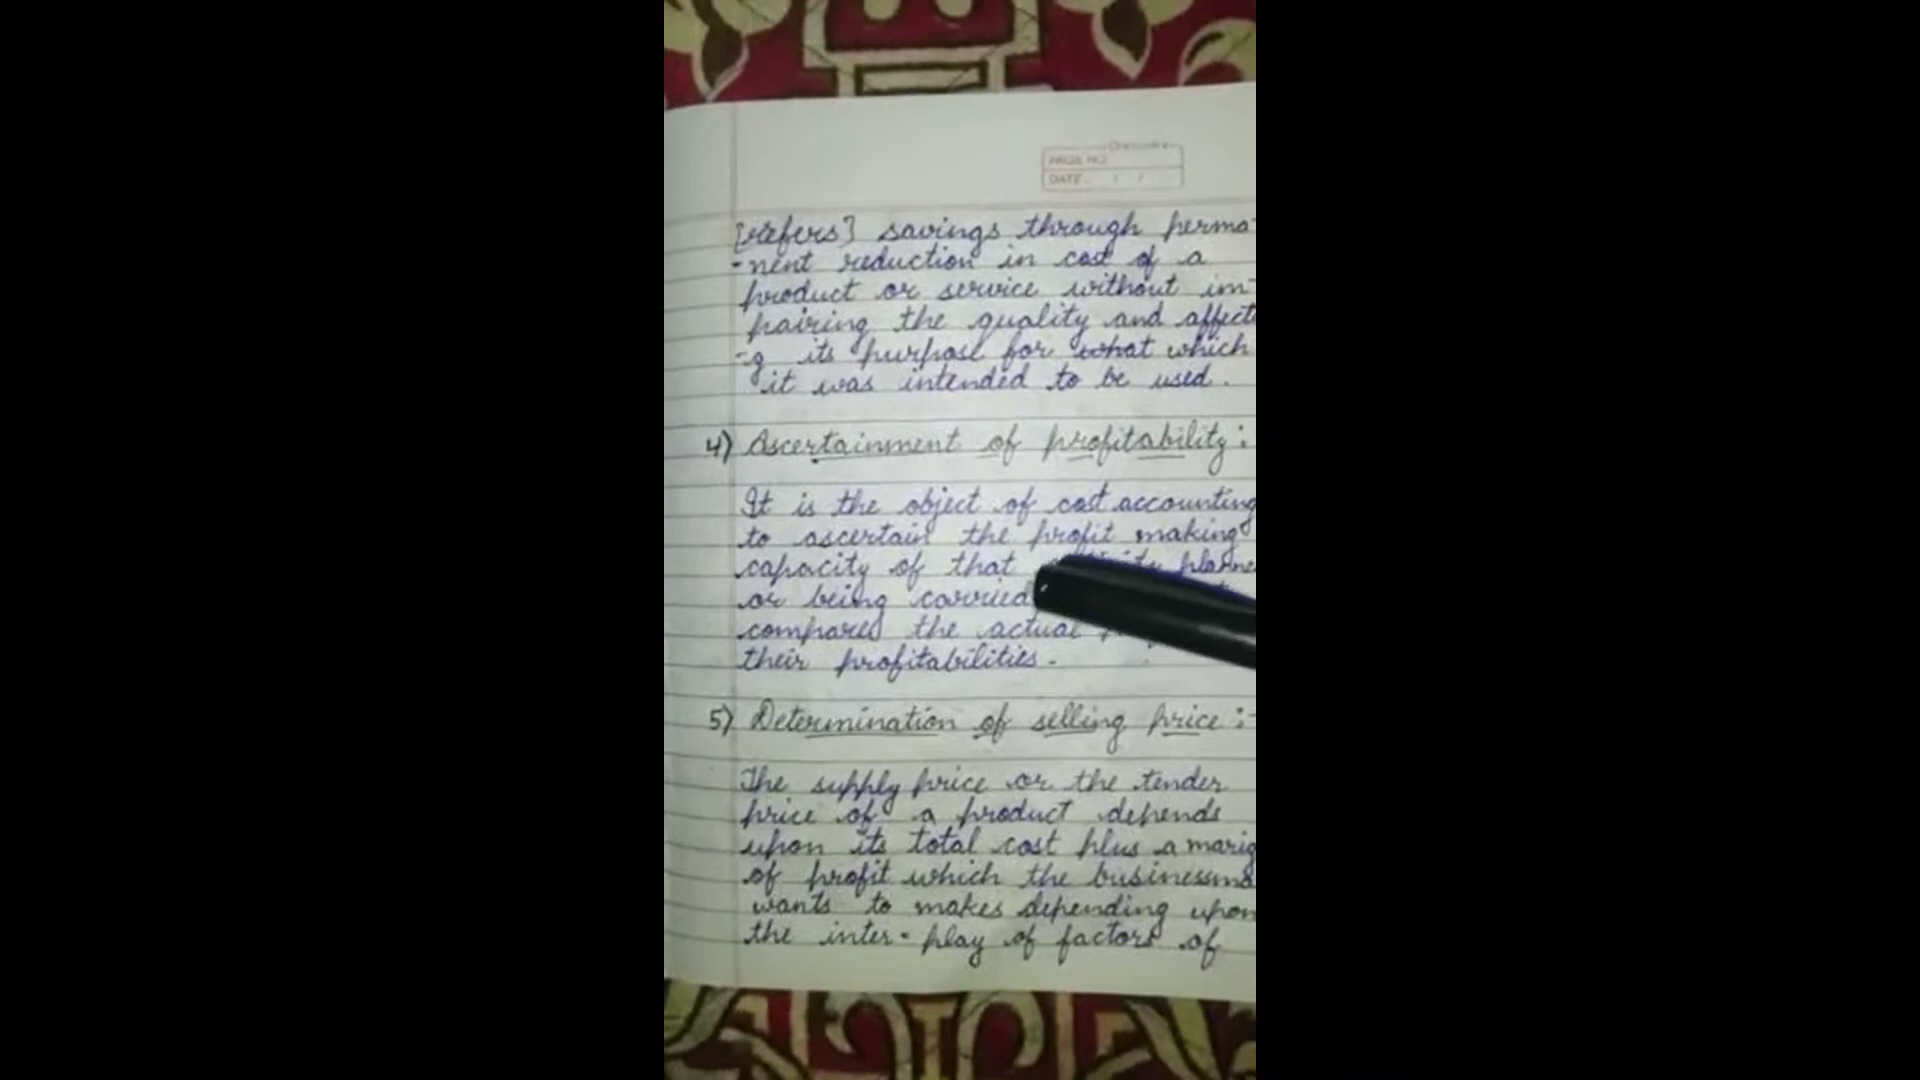 PAGE NO
DATE / /
[refers] savings through perma-
-nent reduction in cost of a
product or service without im-
pairing the quality and affect
-g its purpose for what which
it was intended to be used.
4) Ascertainment of profitability:
It is the object of cost accounting
to ascertain the profit making
capacity of that planne
or being carried
compared the actual
their profitabilities.
5) Determination of selling price :-
The supply price or the tender
price of a product depends
upon its total cost plus a marig
of profit which the businessma
wants to makes depending upon
the inter-play of factors of